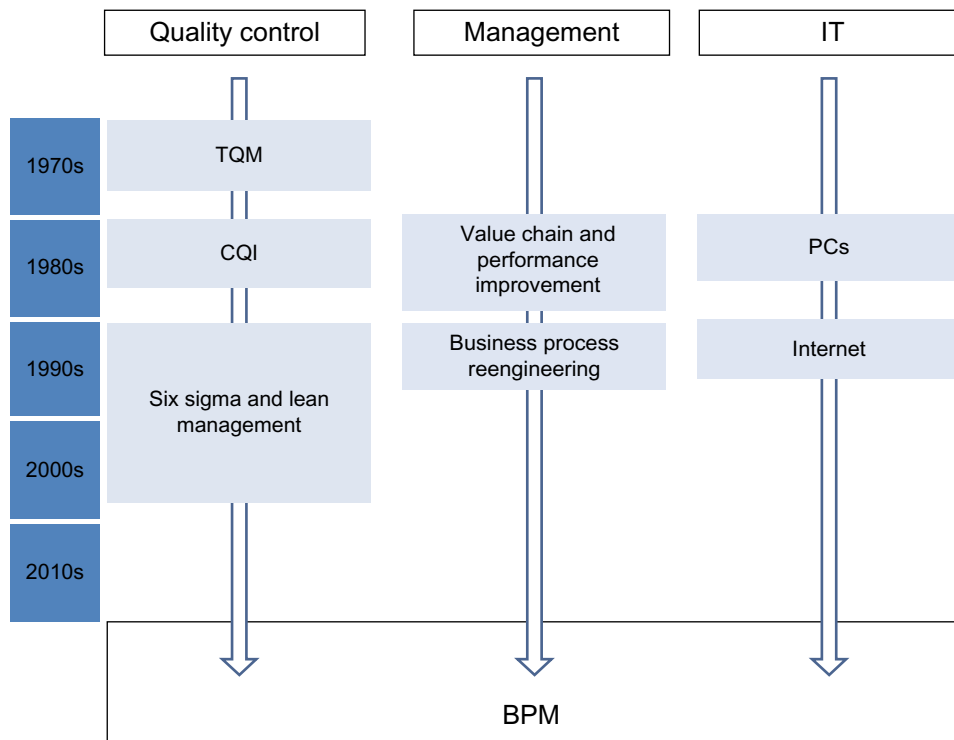 Quality control
Management
IT
1970s
TQM
1980s
CQI
Value chain and
performance
improvement
PCs
1990s
Six sigma and lean
management
Business process
reengineering
Internet
2000s
2010s
BPM